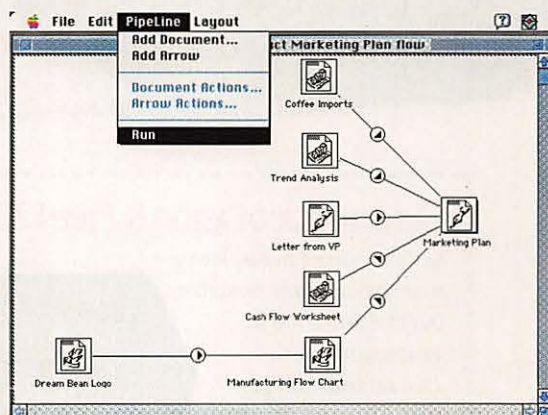 File Edit PipeLine Layout
uct Marketing Plan flow
Add Document...
Add Arrow
Document Actions...
Arrow Actions...
Run
Coffee Imports
Trend Analysis
Letter from VP
Marketing Plan
Cash Flow Worksheet
Dream Bean Logo
Manufacturing Flow Chart